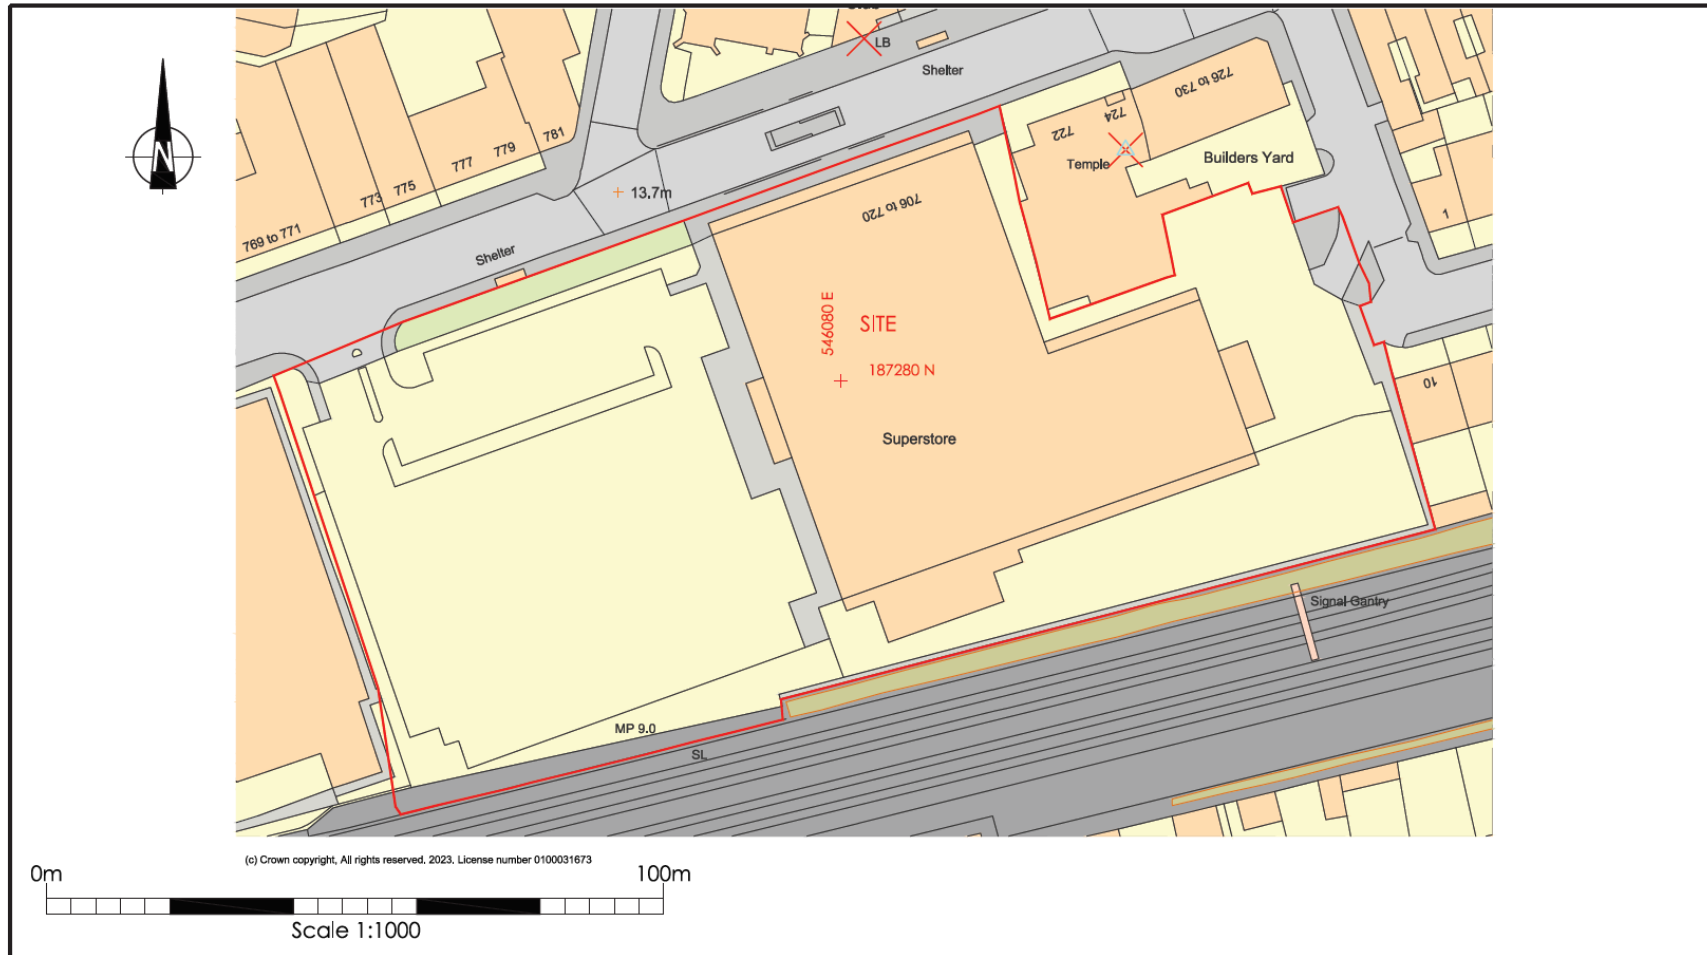 LB
Shelter
726 to 730
724
722
Temple
Builders Yard
781
779
777
775
773
769 to 771
13.7m
Shelter
706 to 720
1
N
546080 E
SITE
187280 N
10
Superstore
Signal Gantry
MP 9.0
SL
(c) Crown copyright, All rights reserved. 2023. License number 0100031673
0m
100m
Scale 1:1000